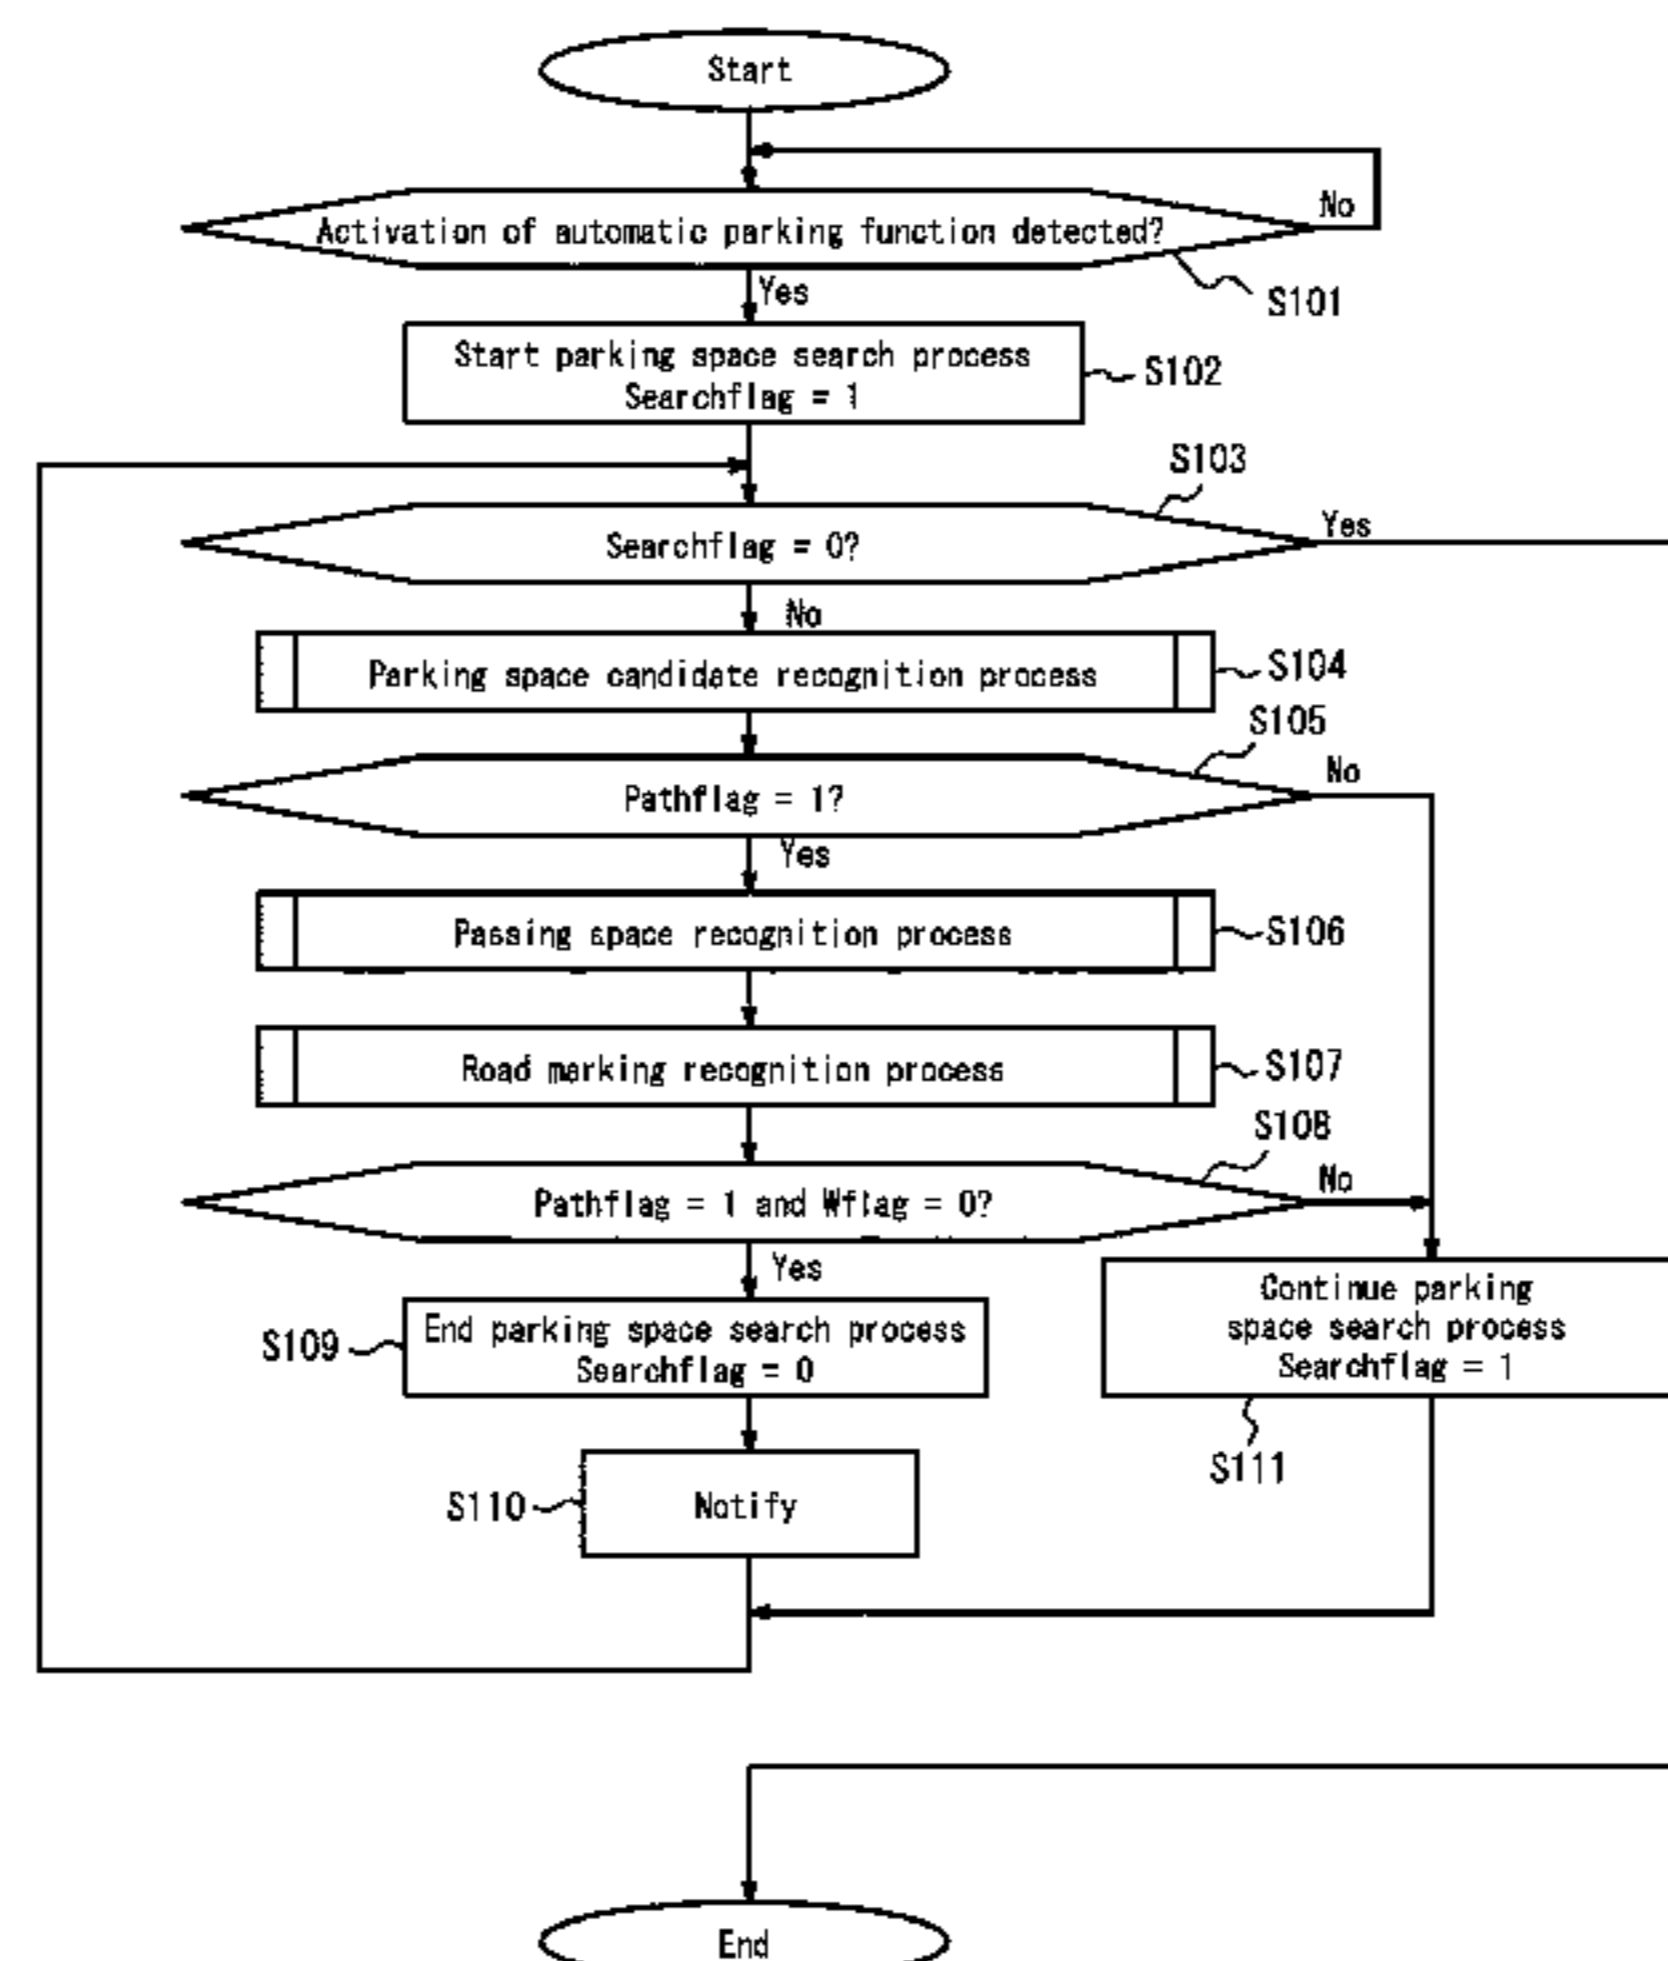 Start
No
Activation of automatic parking function detected?
S101
Yes
Start parking space search process
Searchflag = 1
S102
S103
Searchflag = 0?
Yes
No
Parking space candidate recognition process
S104
S105
Pathflag = 1?
No
Yes
Passing space recognition process
S106
Road marking recognition process
S107
S108
Pathflag = 1 and Wflag = 0?
No
Yes
S109
End parking space search process
Searchflag = 0
Continue parking
space search process
Searchflag = 1
S111
S110
Notify
End